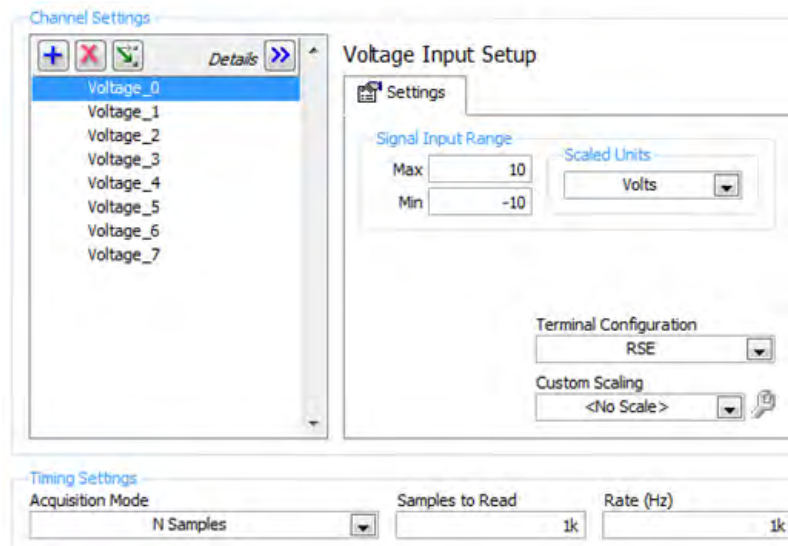 Channel Settings
Details
Voltage_0
Voltage_1
Voltage_2
Voltage_3
Voltage_4
Voltage_5
Voltage_6
Voltage_7
Voltage Input Setup
Settings
Signal Input Range
Max 10
Min -10
Scaled Units
Volts
Terminal Configuration
RSE
Custom Scaling
<No Scale>
Timing Settings
Acquisition Mode
N Samples
Samples to Read
1k
Rate (Hz)
1k